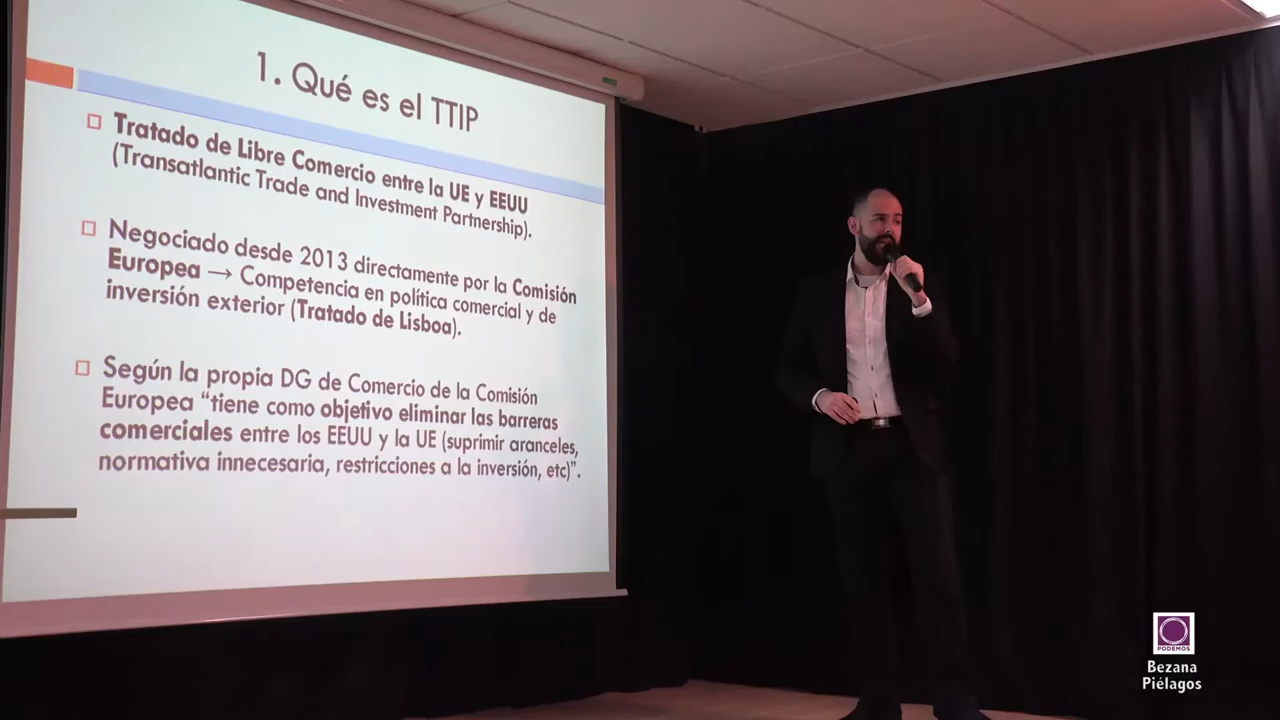 1. Qué es el TTIP
Tratado de Libre Comercio entre la UE y EEUU
(Transatlantic Trade and Investment Partnership).
Negociado desde 2013 directamente por la Comisión
Europea → Competencia en política comercial y de
inversión exterior (Tratado de Lisboa).
Según la propia DG de Comercio de la Comisión
Europea “tiene como objetivo eliminar las barreras
comerciales entre los EEUU y la UE (suprimir aranceles,
normativa innecesaria, restricciones a la inversión, etc)”.
PODEMOS
Bezana
Piélagos